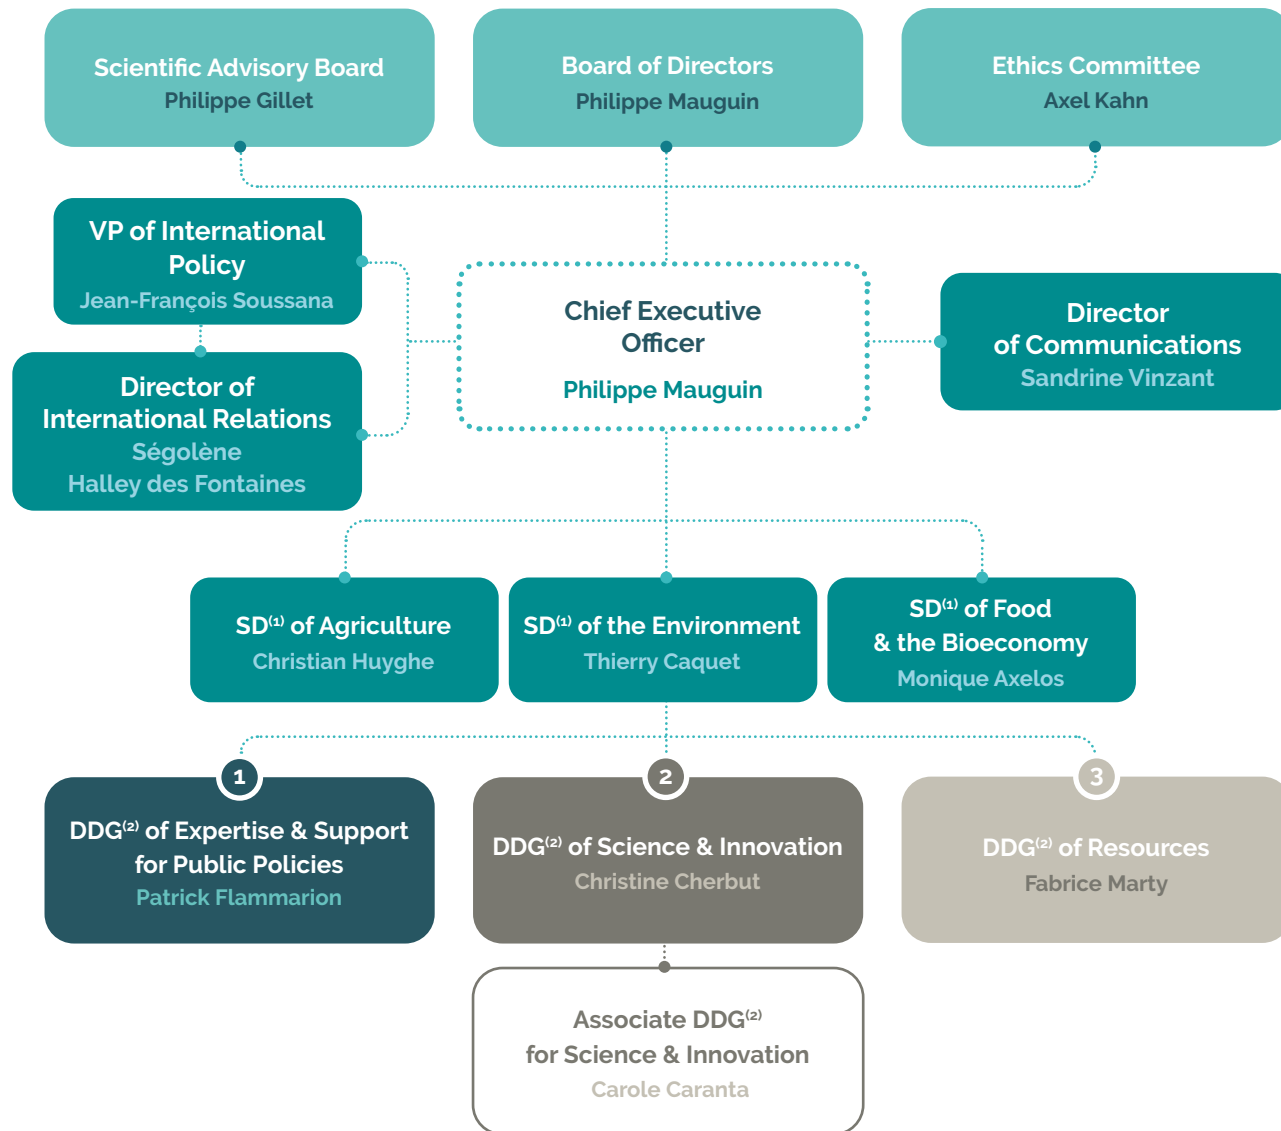 Scientific Advisory Board
Philippe Gillet
Board of Directors
Philippe Mauguin
Ethics Committee
Axel Kahn
VP of International
Policy
Jean-François Soussana
Chief Executive
Officer
Philippe Mauguin
Director
of Communications
Sandrine Vinzant
Director of
International Relations
Ségolène
Halley des Fontaines
SD(1) of Agriculture
Christian Huyghe
SD(1) of the Environment
Thierry Caquet
SD(1) of Food
& the Bioeconomy
Monique Axelos
1
DDG(2) of Expertise & Support
for Public Policies
Patrick Flammarion
2
DDG(2) of Science & Innovation
Christine Cherbut
3
DDG(2) of Resources
Fabrice Marty
Associate DDG(2)
for Science & Innovation
Carole Caranta